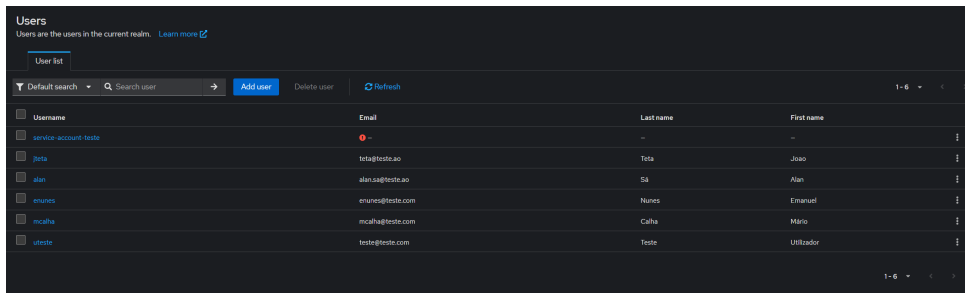 Users
Users are the users in the current realm. Learn more
User list
Default search Search user Add user Delete user Refresh 1-6
Username Email Last name First name
service-account-teste – – –
jteta teta@teste.ao Teta Joao
alan alan.sa@teste.ao Sá Alan
enunes enunes@teste.com Nunes Emanuel
mcalha mcalha@teste.com Calha Mário
uteste teste@teste.com Teste Utilizador
1-6